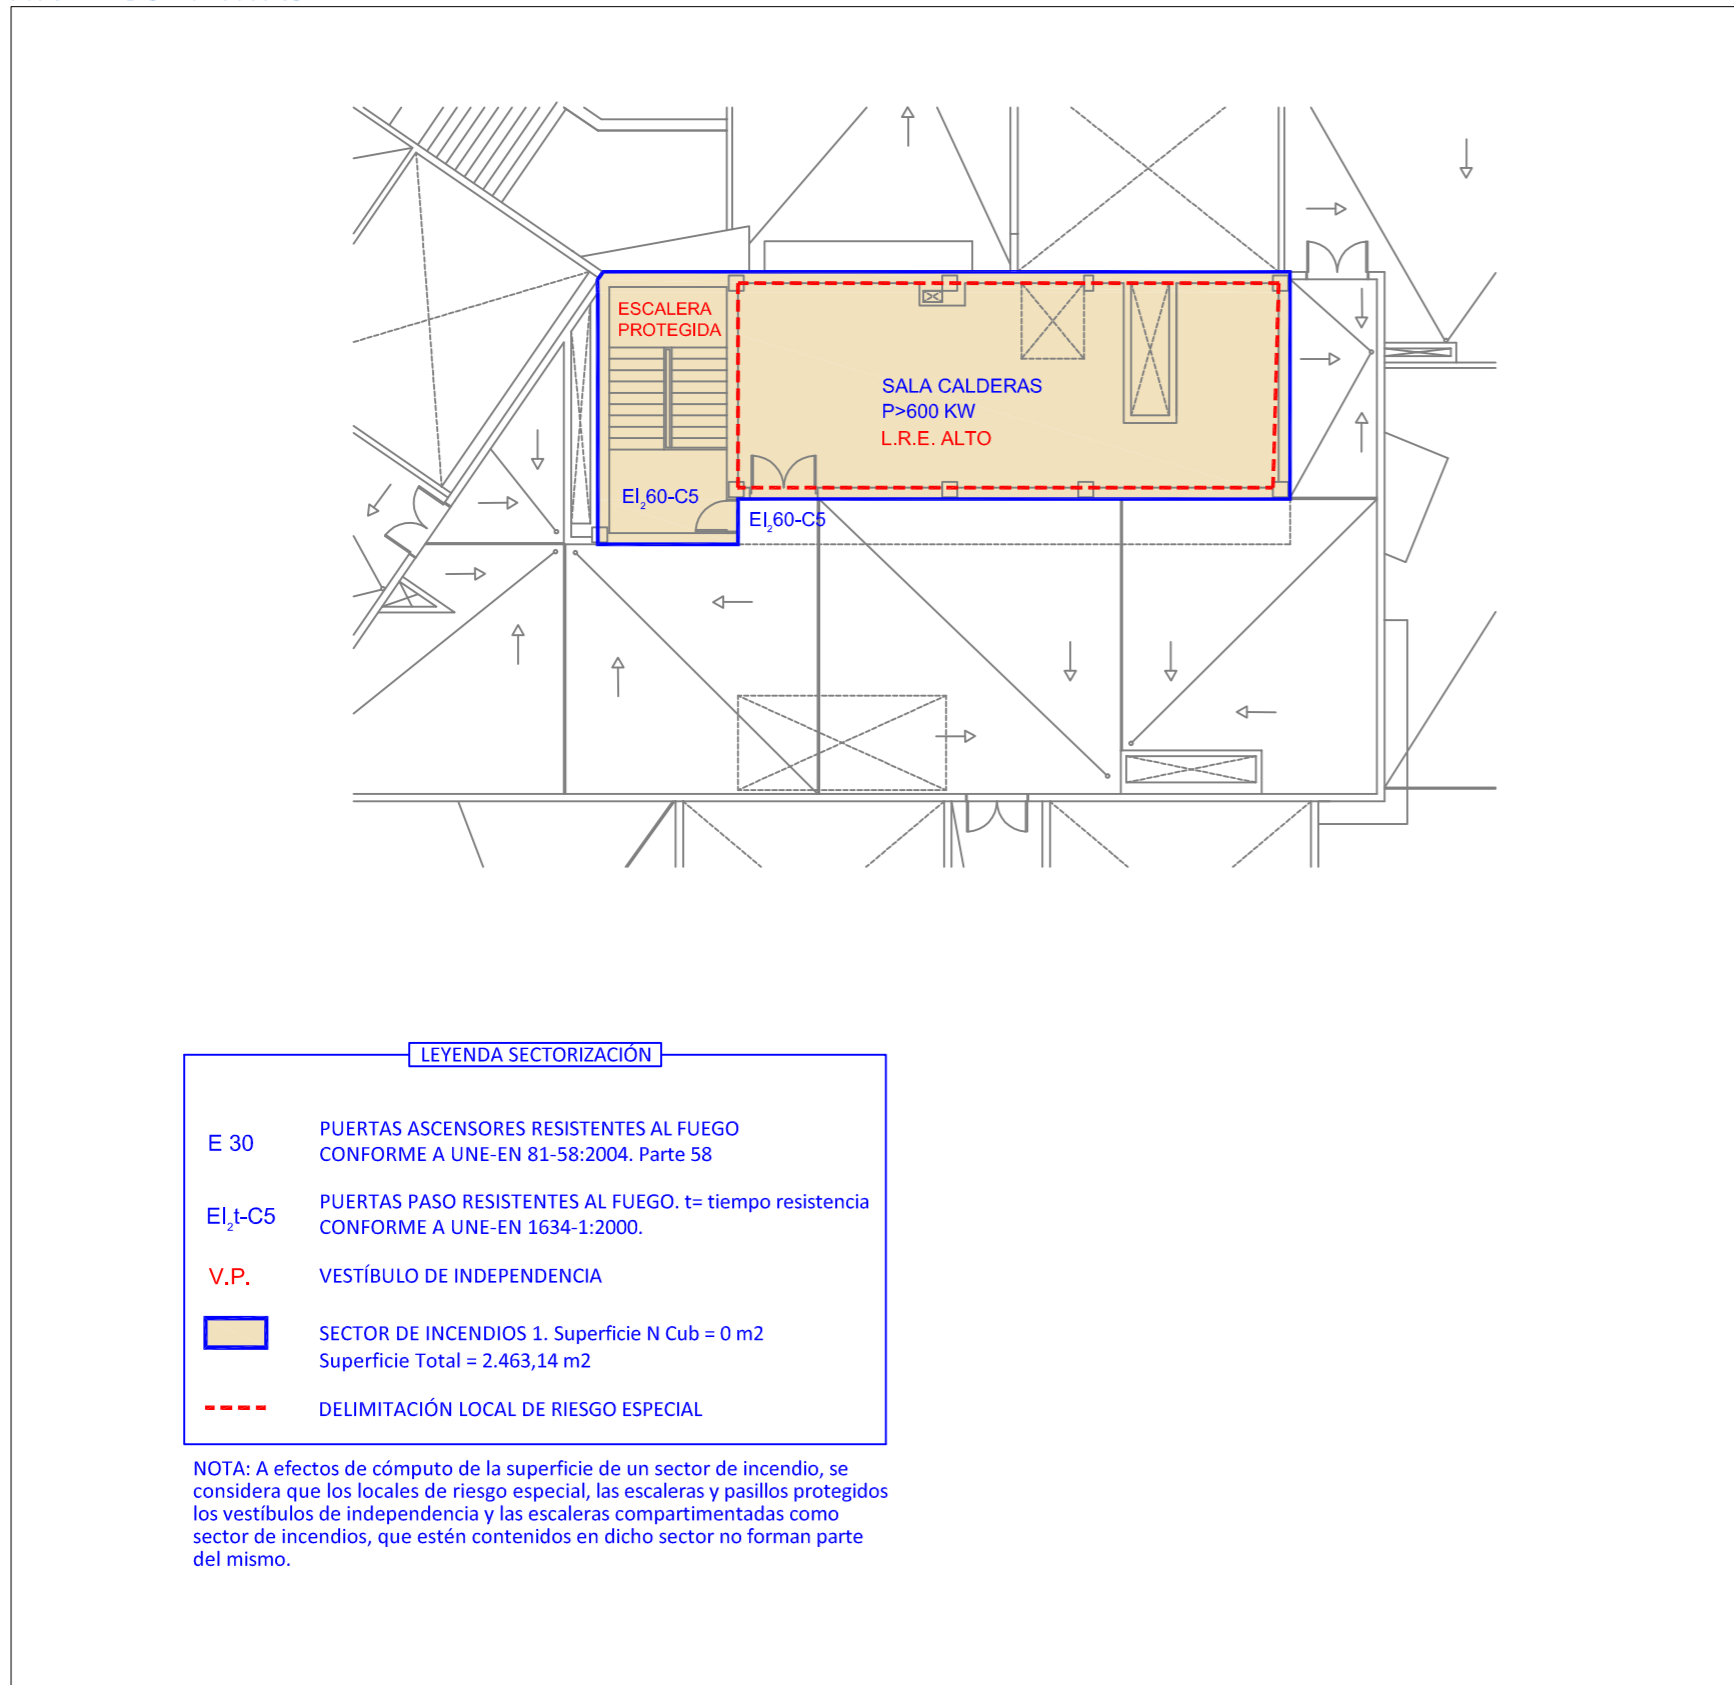 ESCALERA
PROTEGIDA
SALA CALDERAS
P>600 KW
L.R.E. ALTO
EI₂60-C5
EI₂60-C5
LEYENDA SECTORIZACIÓN
E 30
PUERTAS ASCENSORES RESISTENTES AL FUEGO
CONFORME A UNE-EN 81-58:2004. Parte 58
EI₂t-C5
PUERTAS PASO RESISTENTES AL FUEGO. t= tiempo resistencia
CONFORME A UNE-EN 1634-1:2000.
V.P.
VESTÍBULO DE INDEPENDENCIA
SECTOR DE INCENDIOS 1. Superficie N Cub = 0 m2
Superficie Total = 2.463,14 m2
DELIMITACIÓN LOCAL DE RIESGO ESPECIAL
NOTA: A efectos de cómputo de la superficie de un sector de incendio, se
considera que los locales de riesgo especial, las escaleras y pasillos protegidos
los vestíbulos de independencia y las escaleras compartimentadas como
sector de incendios, que estén contenidos en dicho sector no forman parte
del mismo.